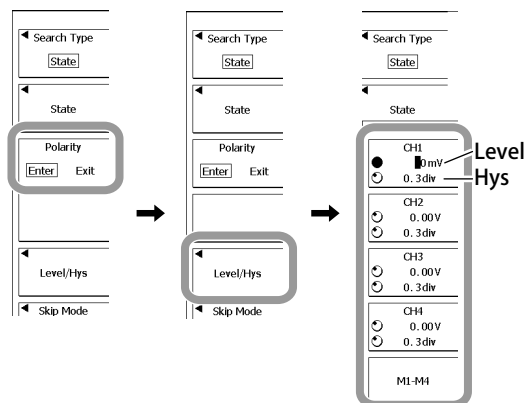 Search Type
State
State
Polarity
Enter Exit
Level/Hys
Skip Mode
Search Type
State
State
Polarity
Enter Exit
Level/Hys
Skip Mode
Search Type
State
State
CH1
0mV
0.3div
CH2
0.00V
0.3div
CH3
0.00V
0.3div
CH4
0.00V
0.3div
M1-M4
Level
Hys